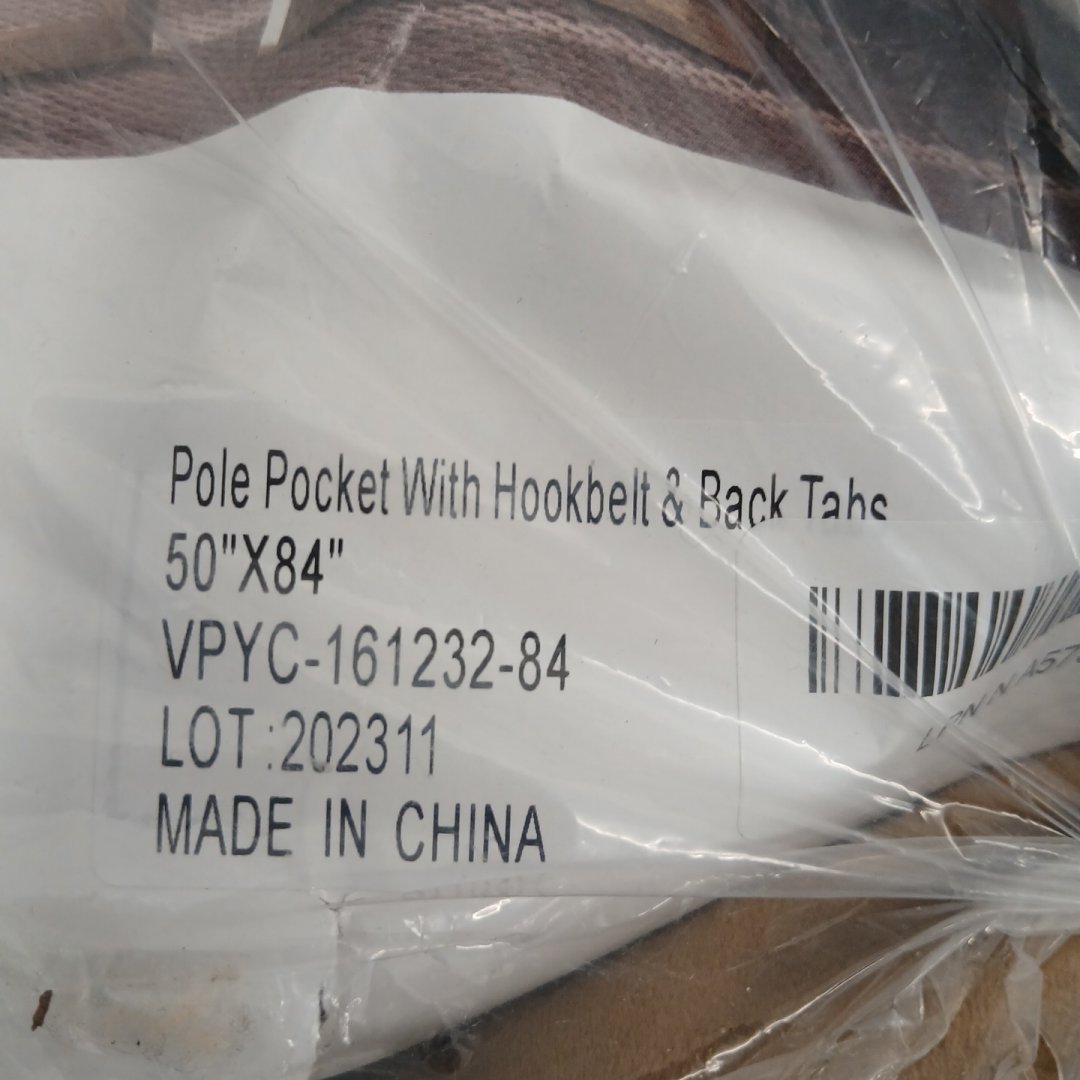 Pole Pocket With Hookbelt & Back Tabs
50"X84"
VPYC-161232-84
LOT:202311
MADE IN CHINA